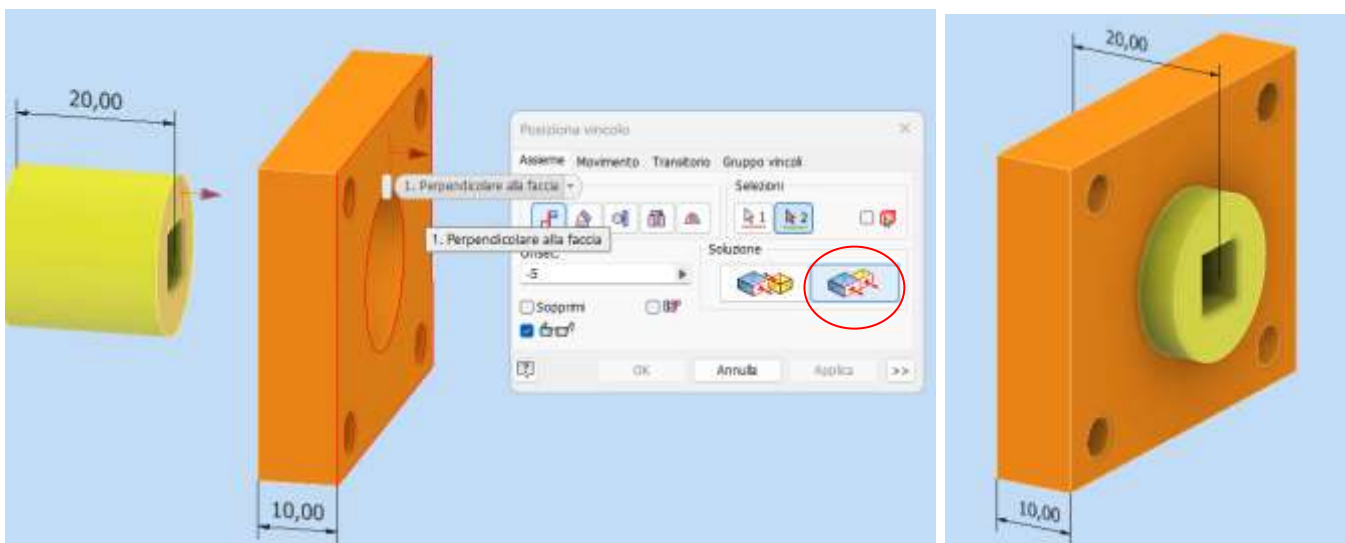 20,00
10,00
1. Perpendicolare alla faccia
1. Perpendicolare alla faccia
Posiziona vincolo
Assieme Movimento Transitorio Gruppo vincoli
Selezioni
1 2
Soluzione
-5
Sopprimi
OK Annulla Applica >>
20,00
10,00